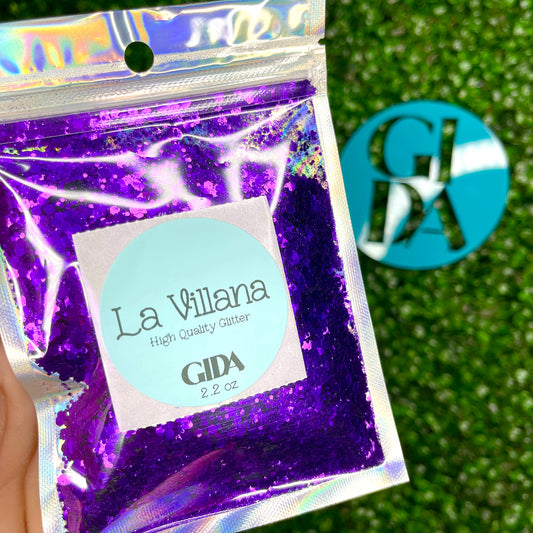 La Villana
High Quality Glitter
GIDA
2.2 oz
GI
DA